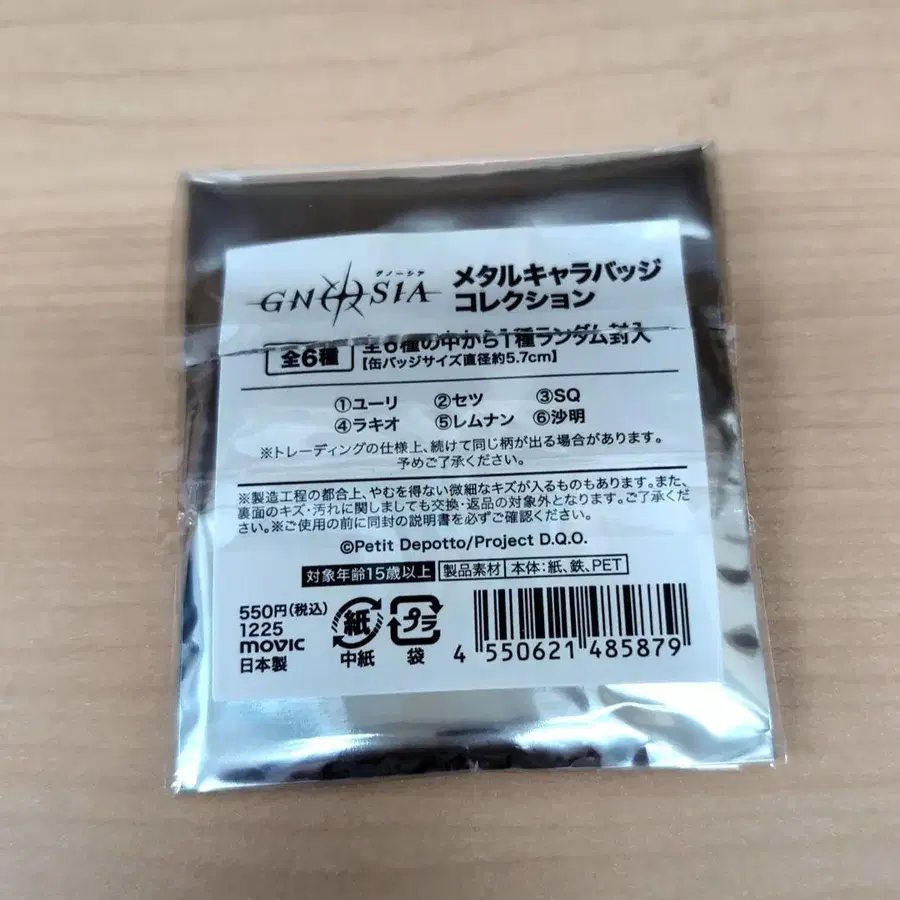 グノーシア
GNOSIA
メタルキャラバッジ
コレクション
全6種
全6種の中から1種ランダム封入
【缶バッジサイズ直径約5.7cm】
①ユーリ ②セツ ③SQ
④ラキオ ⑤レムナン ⑥沙明
※トレーディングの仕様上、続けて同じ柄が出る場合があります。
予めご了承ください。
※製造工程の都合上、やむを得ない微細なキズが入るものもあります。また、
裏面のキズ・汚れに関しましても交換・返品の対象外となります。ご了承くだ
さい。※ご使用の前に同封の説明書を必ずご確認ください。
©Petit Depotto/Project D.Q.O.
対象年齢15歳以上 製品素材 本体:紙、鉄、PET
550円(税込)
1225
movic
日本製
紙
中紙
プラ
袋
4 550621 485879